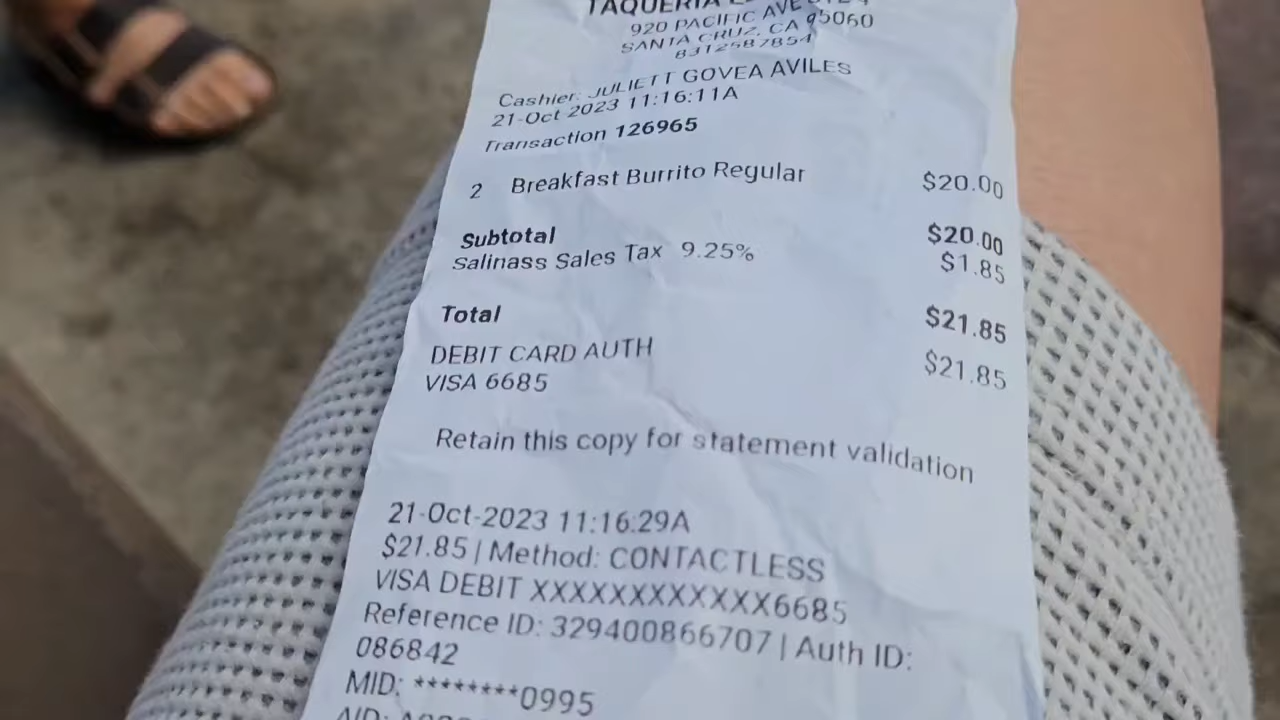 TAQUERIA
920 PACIFIC AVE STE
SANTA CRUZ, CA 95060
8312587854
Cashier: JULIETT GOVEA AVILES
21-Oct 2023 11:16:11A
Transaction 126965
2 Breakfast Burrito Regular $20.00
Subtotal $20.00
Salinass Sales Tax 9.25% $1.85
Total $21.85
DEBIT CARD AUTH $21.85
VISA 6685
Retain this copy for statement validation
21-Oct-2023 11:16:29A
$21.85 | Method: CONTACTLESS
VISA DEBIT XXXXXXXXXXXX6685
Reference ID: 329400866707 | Auth ID:
086842
MID: ********0995
AID: